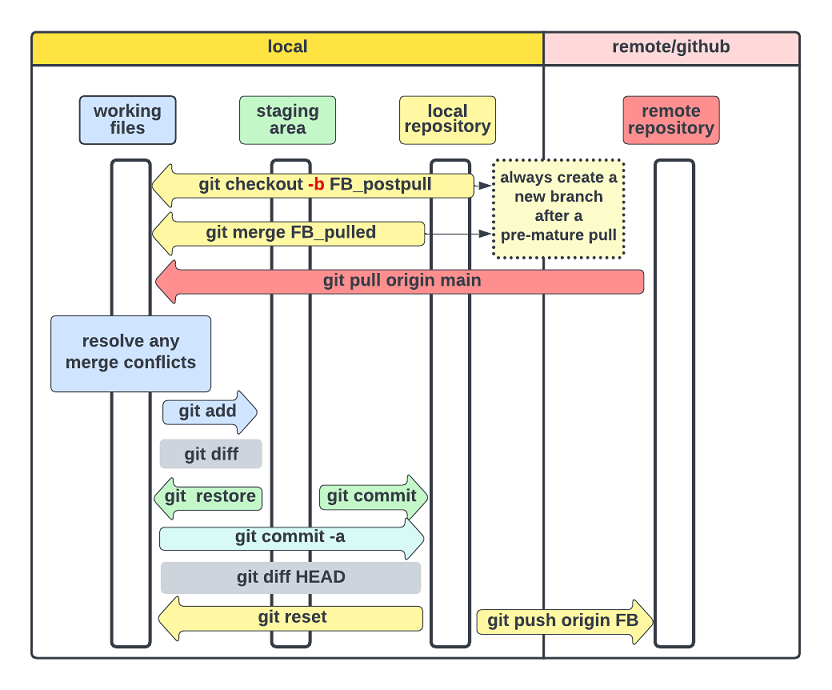 local
remote/github
working
files
staging
area
local
repository
remote
repository
git checkout -b FB_postpull
always create a
new branch
after a
pre-mature pull
git merge FB_pulled
git pull origin main
resolve any
merge conflicts
git add
git diff
git restore
git commit
git commit -a
git diff HEAD
git reset
git push origin FB